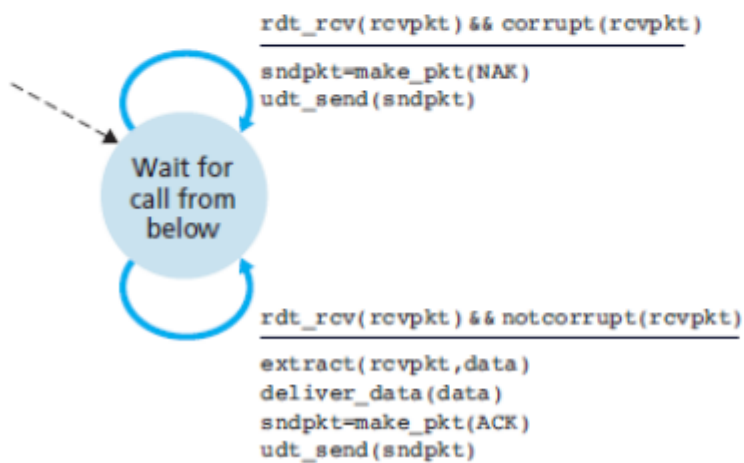 rdt_rcv(rcvpkt)&& corrupt(rcvpkt)
sndpkt=make_pkt(NAK)
udt_send(sndpkt)
Wait for
call from
below
rdt_rcv(rcvpkt)&& notcorrupt(rcvpkt)
extract(rcvpkt,data)
deliver_data(data)
sndpkt=make_pkt(ACK)
udt_send(sndpkt)